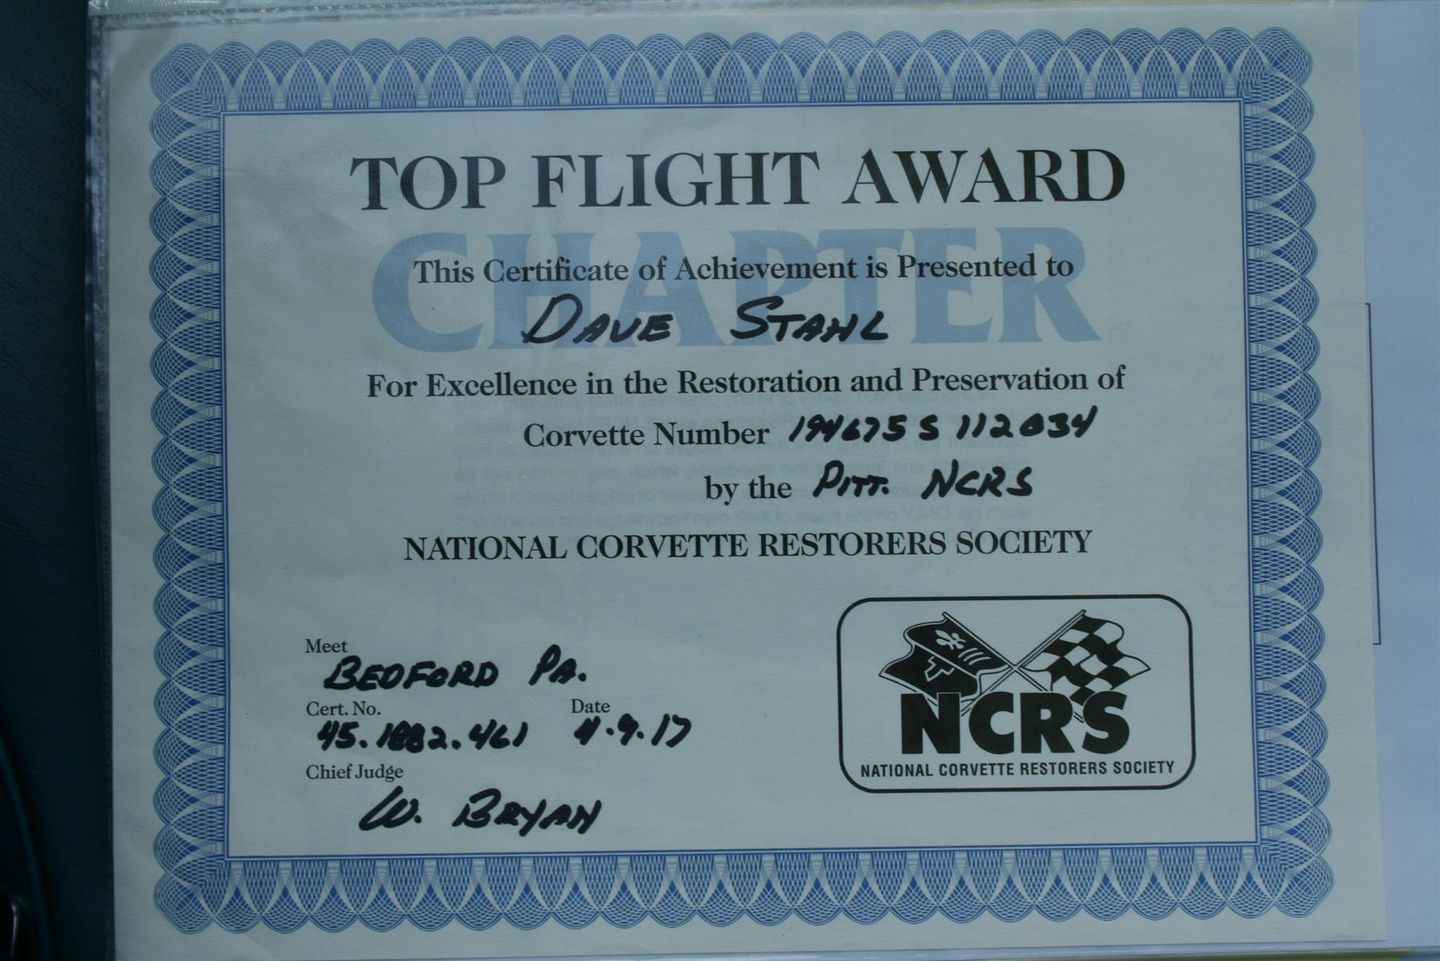 TOP FLIGHT AWARD
CHAPTER
This Certificate of Achievement is Presented to
DAVE STAHL
For Excellence in the Restoration and Preservation of
Corvette Number 194675 S 112034
by the PITT. NCRS
NATIONAL CORVETTE RESTORERS SOCIETY
Meet
BEDFORD PA.
Cert. No. Date
45.1882.461 4.9.17
Chief Judge
W. BRYAN
NCRS
NATIONAL CORVETTE RESTORERS SOCIETY